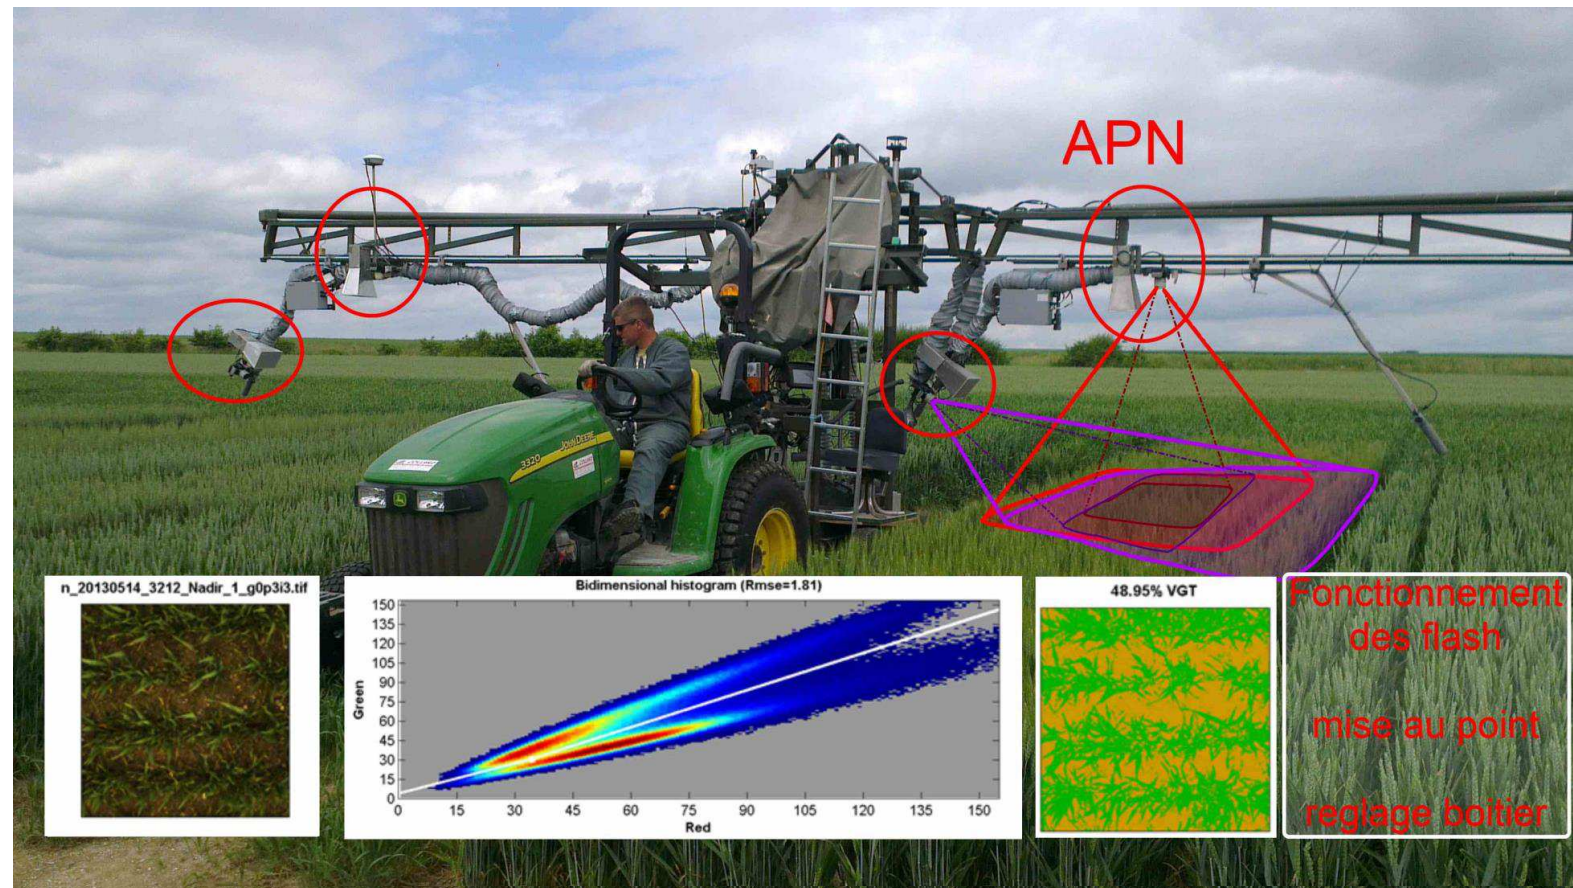 APN
JOHN DEERE
3320
n_20130514_3212_Nadir_1_g0p3i3.tif
Bidimensional histogram (Rmse=1.81)
150
135
120
105
90
75
60
45
30
15
0
Green
0 15 30 45 60 75 90 105 120 135 150
Red
48.95% VGT
Fonctionnement
des flash
mise au point
reglage boitier